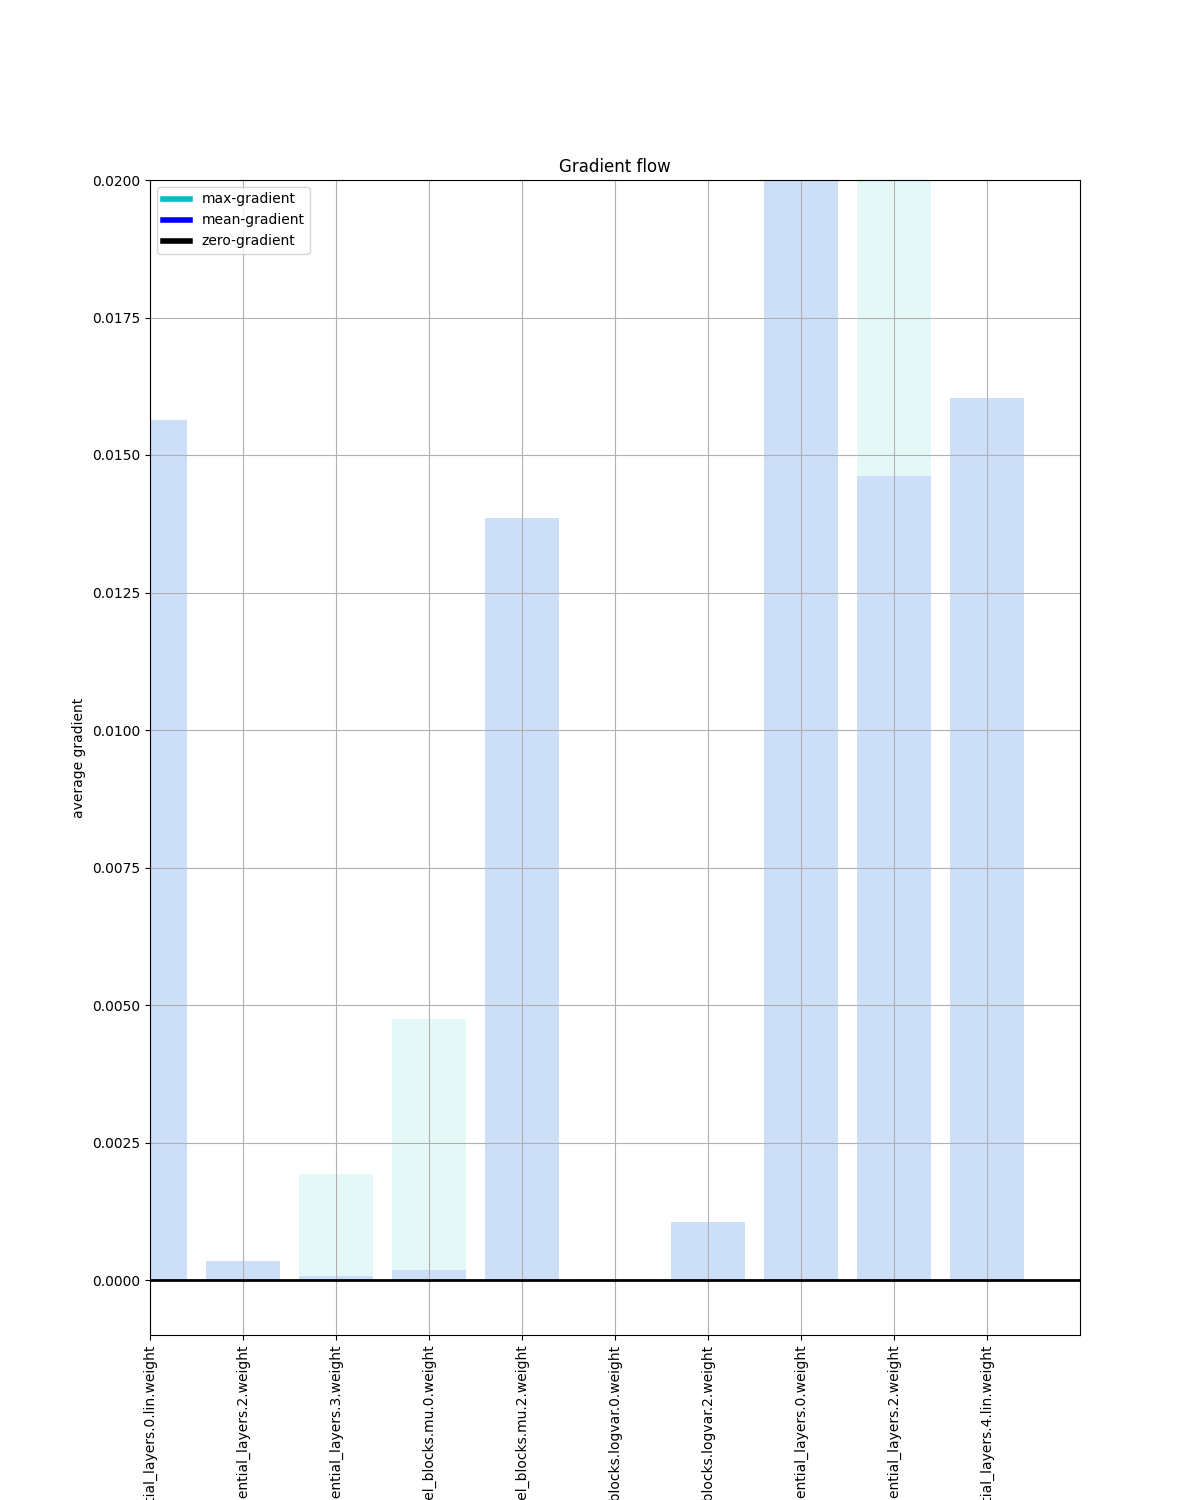 Gradient flow
max-gradient
mean-gradient
zero-gradient
0.0200
0.0175
0.0150
0.0125
0.0100
0.0075
0.0050
0.0025
0.0000
average gradient
tial_layers.0.lin.weight
ential_layers.2.weight
ential_layers.3.weight
el_blocks.mu.0.weight
el_blocks.mu.2.weight
blocks.logvar.0.weight
blocks.logvar.2.weight
ential_layers.0.weight
ential_layers.2.weight
tial_layers.4.lin.weight